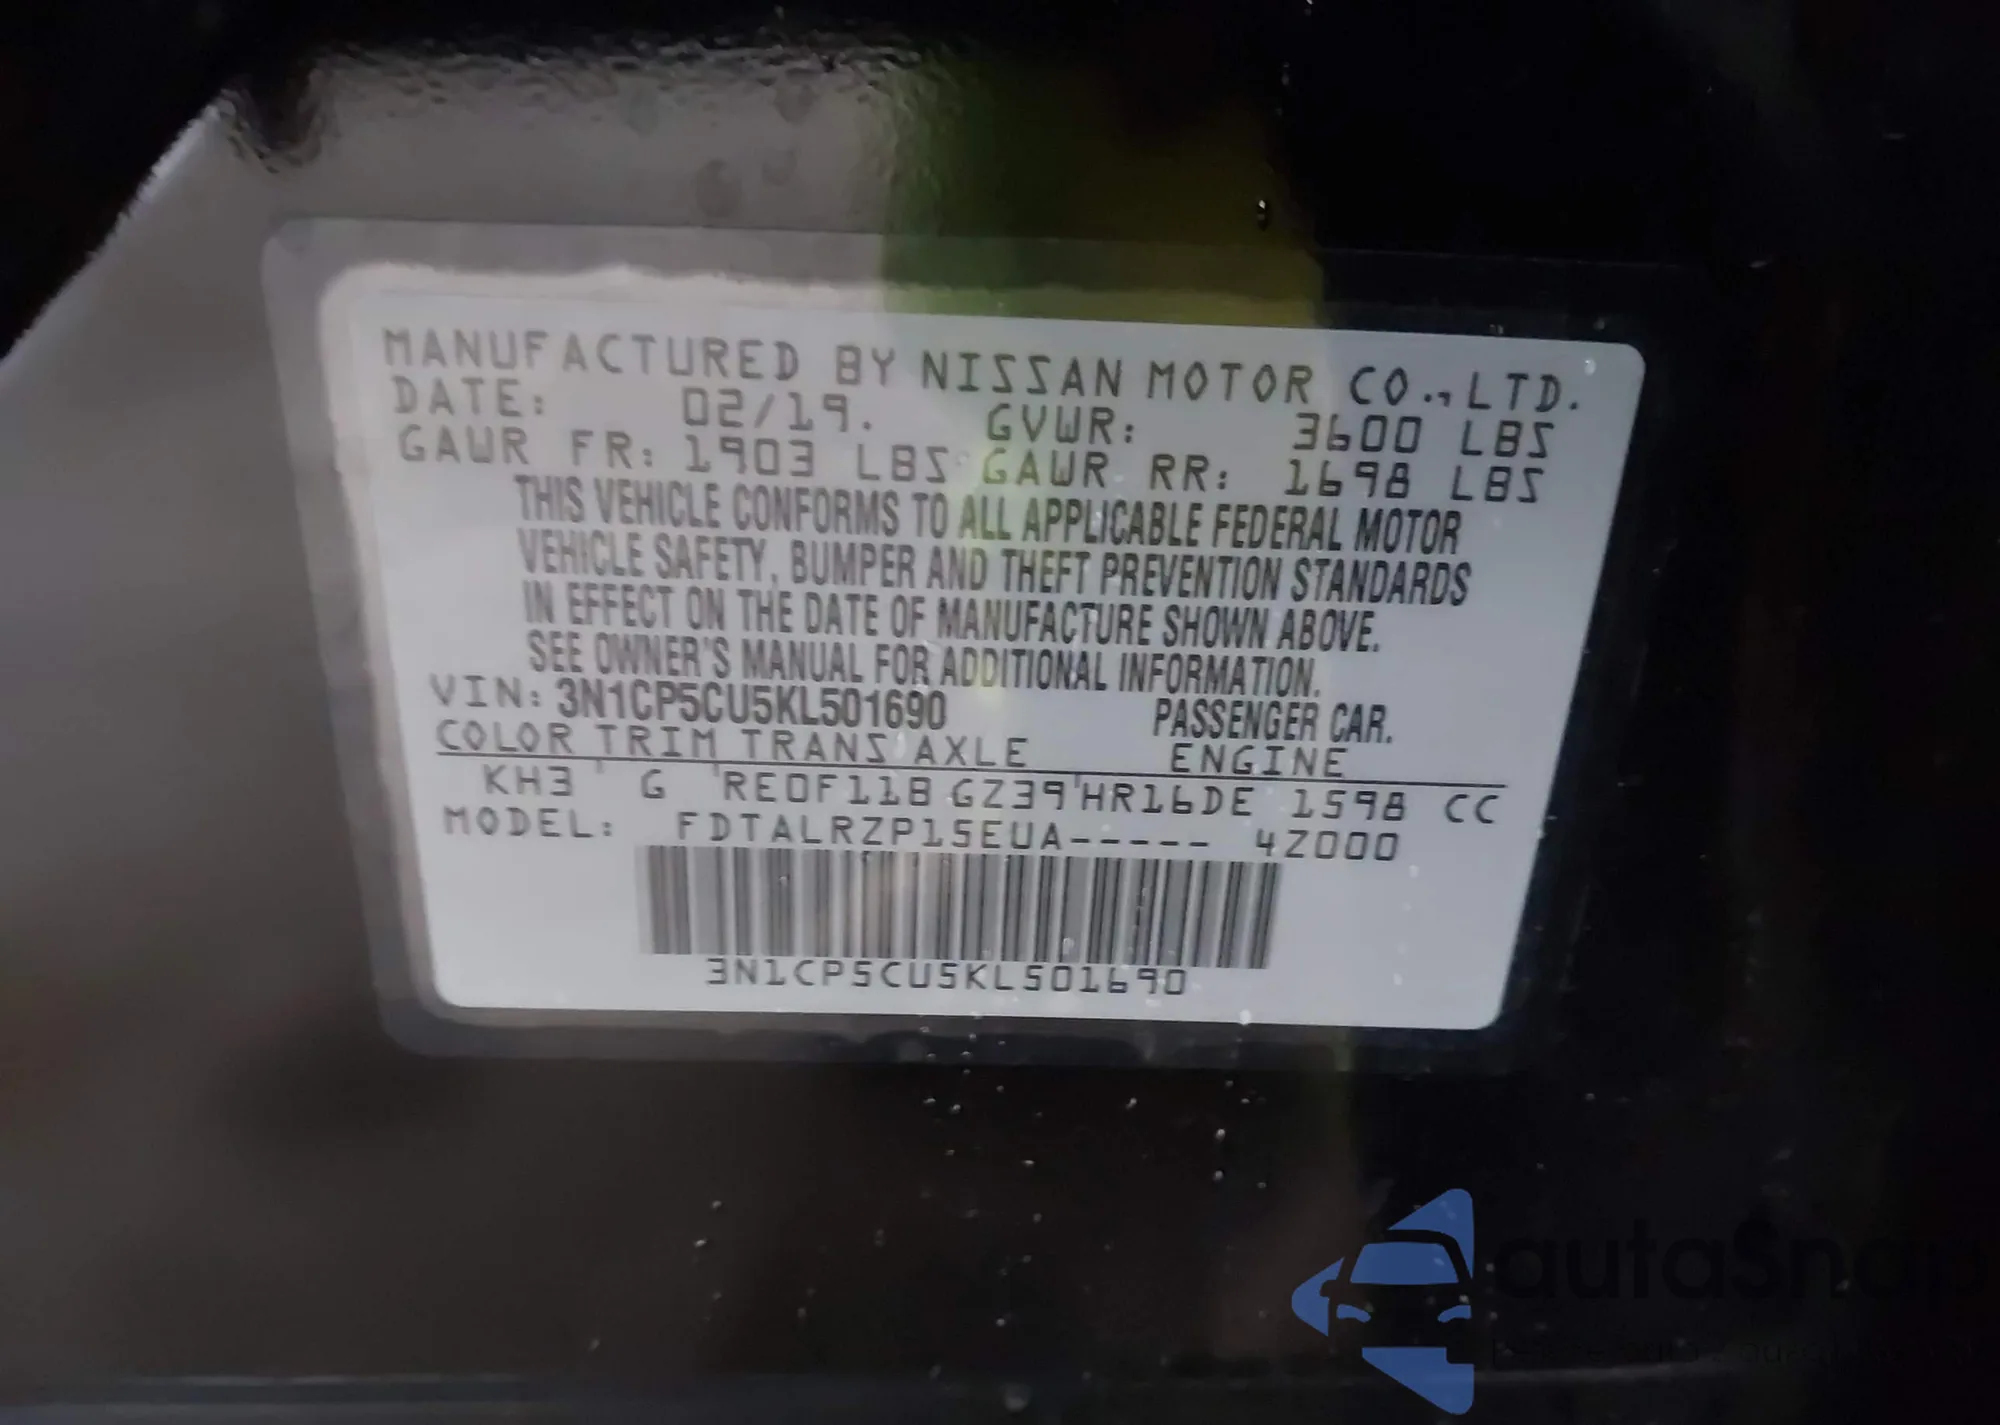 MANUFACTURED BY NISSAN MOTOR CO., LTD.
DATE: 02/19. GVWR: 3600 LBS
GAWR FR: 1903 LBS GAWR RR: 1698 LBS
THIS VEHICLE CONFORMS TO ALL APPLICABLE FEDERAL MOTOR
VEHICLE SAFETY, BUMPER AND THEFT PREVENTION STANDARDS
IN EFFECT ON THE DATE OF MANUFACTURE SHOWN ABOVE.
SEE OWNER'S MANUAL FOR ADDITIONAL INFORMATION.
VIN: 3N1CP5CU5KL501690 PASSENGER CAR.
COLOR TRIM TRANS AXLE ENGINE
KH3 G RE0F11B GZ39 HR16DE 1598 CC
MODEL: FDTALRZP15EUA----- 4Z000
3N1CP5CU5KL501690
autaSnap